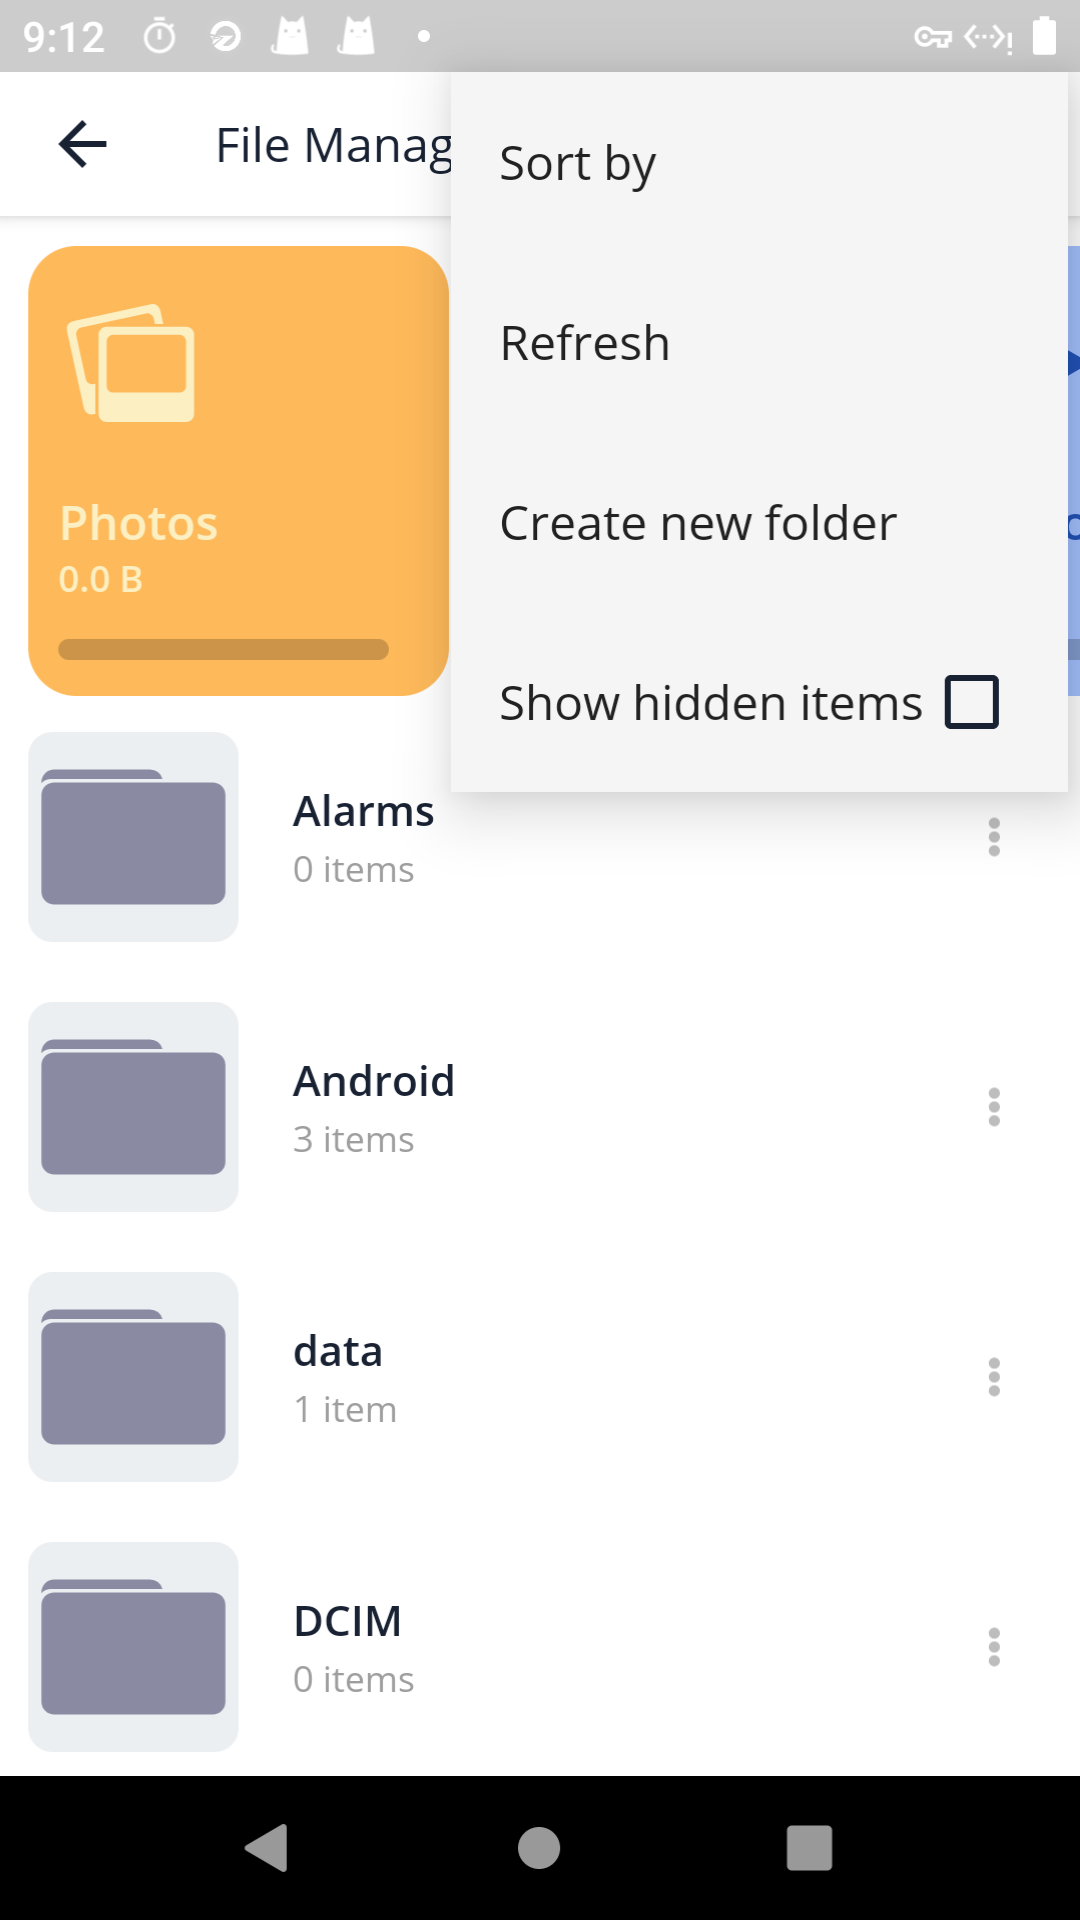 9:12
File Manag
Sort by
Refresh
Create new folder
Show hidden items
Photos
0.0 B
Alarms
0 items
Android
3 items
data
1 item
DCIM
0 items